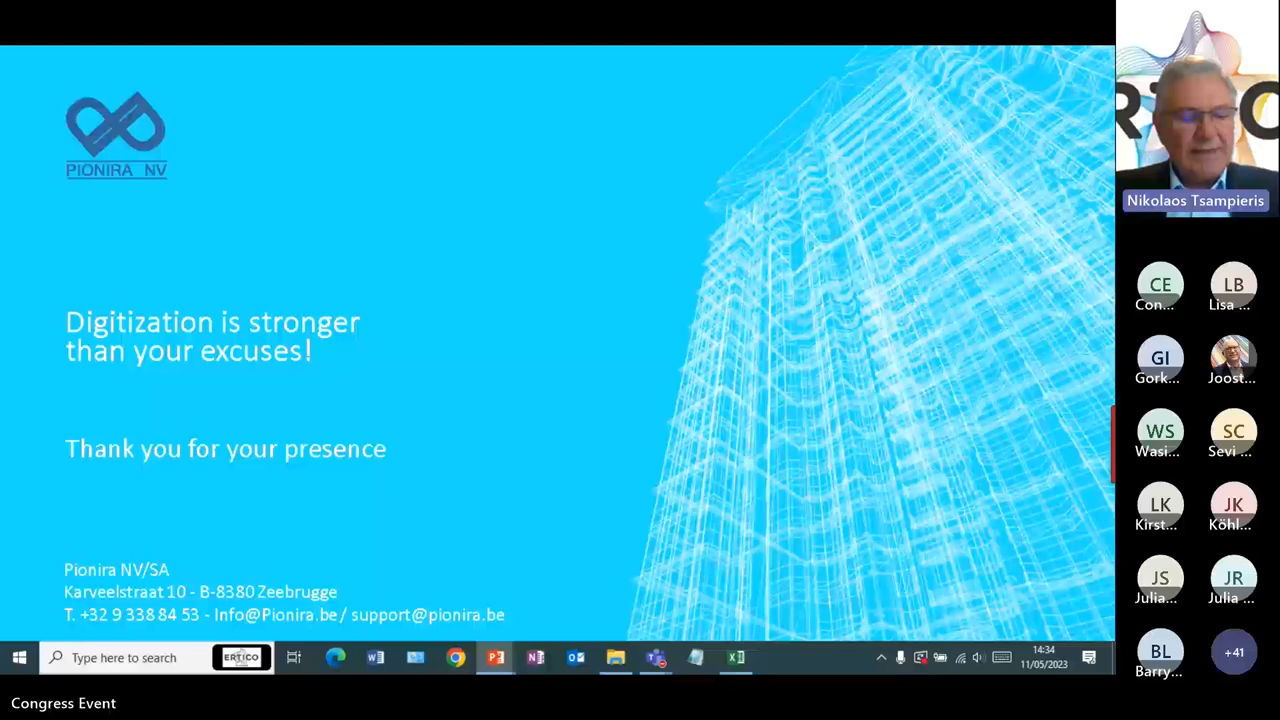 PIONIRA NV
Digitization is stronger
than your excuses!
Thank you for your presence
Pionira NV/SA
Karveelstraat 10 - B-8380 Zeebrugge
T. +32 9 338 84 53 - Info@Pionira.be / support@pionira.be
Type here to search
ERTICO
14:34
11/05/2023
Congress Event
Nikolaos Tsampieris
CE
Con...
LB
Lisa ...
GI
Gork...
Joost...
WS
Wasi...
SC
Sevi ...
LK
Kirst...
JK
Köhl...
JS
Julia...
JR
Julia ...
BL
Barry...
+41